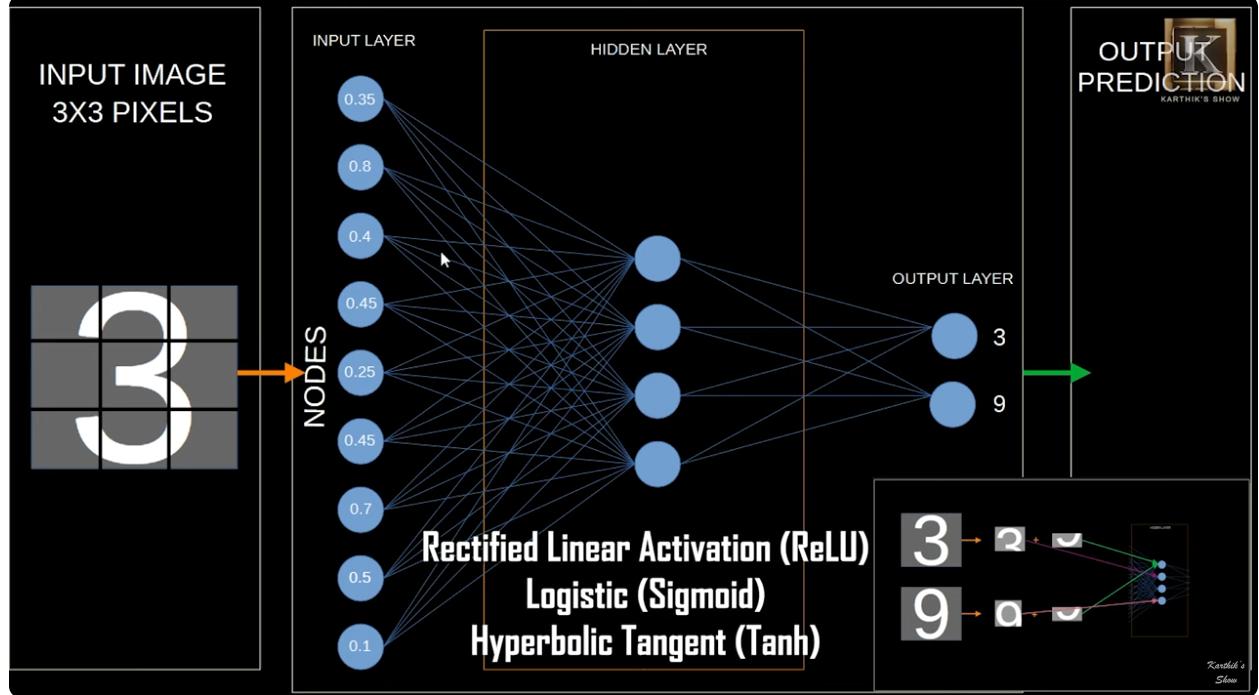 INPUT IMAGE
3X3 PIXELS
3
INPUT LAYER
NODES
0.35
0.8
0.4
0.45
0.25
0.45
0.7
0.5
0.1
HIDDEN LAYER
Rectified Linear Activation (ReLU)
Logistic (Sigmoid)
Hyperbolic Tangent (Tanh)
OUTPUT LAYER
3
9
OUTPUT
PREDICTION
K
KARTHIK'S SHOW
3
3
+
9
9
+
Karthik's
Show